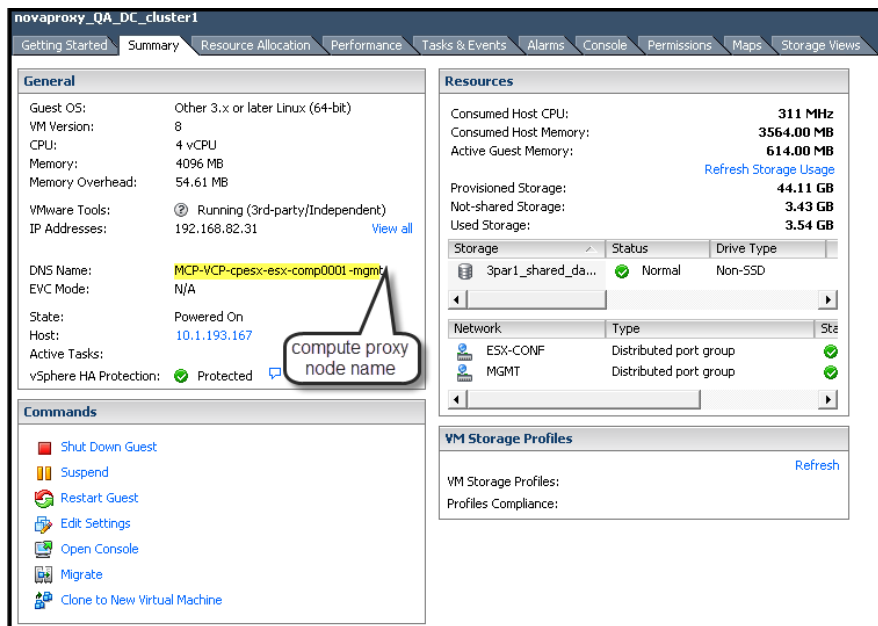 novaproxy_QA_DC_cluster1
Getting Started Summary Resource Allocation Performance Tasks & Events Alarms Console Permissions Maps Storage Views
General
Guest OS: Other 3.x or later Linux (64-bit)
VM Version: 8
CPU: 4 vCPU
Memory: 4096 MB
Memory Overhead: 54.61 MB
VMware Tools: Running (3rd-party/Independent)
IP Addresses: 192.168.82.31 View all
DNS Name: MCP-VCP-cpesx-esx-comp0001-mgmt
EVC Mode: N/A
State: Powered On
Host: 10.1.193.167
Active Tasks:
vSphere HA Protection: Protected
compute proxy
node name
Commands
Shut Down Guest
Suspend
Restart Guest
Edit Settings
Open Console
Migrate
Clone to New Virtual Machine
Resources
Consumed Host CPU: 311 MHz
Consumed Host Memory: 3564.00 MB
Active Guest Memory: 614.00 MB
Refresh Storage Usage
Provisioned Storage: 44.11 GB
Not-shared Storage: 3.43 GB
Used Storage: 3.54 GB
Storage Status Drive Type
3par1_shared_da... Normal Non-SSD
Network Type Sta
ESX-CONF Distributed port group
MGMT Distributed port group
VM Storage Profiles
Refresh
VM Storage Profiles:
Profiles Compliance: